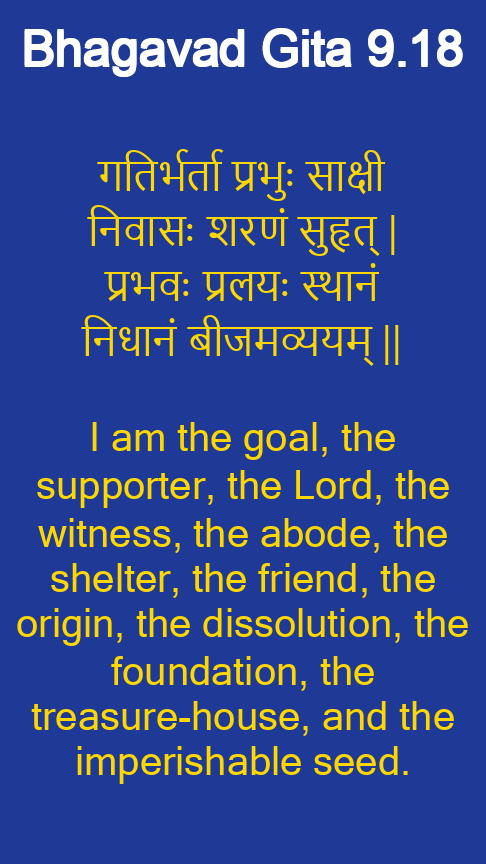 Bhagavad Gita 9.18
गतिर्भर्ता प्रभुः साक्षी
निवासः शरणं सुहृत् |
प्रभवः प्रलयः स्थानं
निधानं बीजमव्ययम् ||
I am the goal, the
supporter, the Lord, the
witness, the abode, the
shelter, the friend, the
origin, the dissolution, the
foundation, the
treasure-house, and the
imperishable seed.